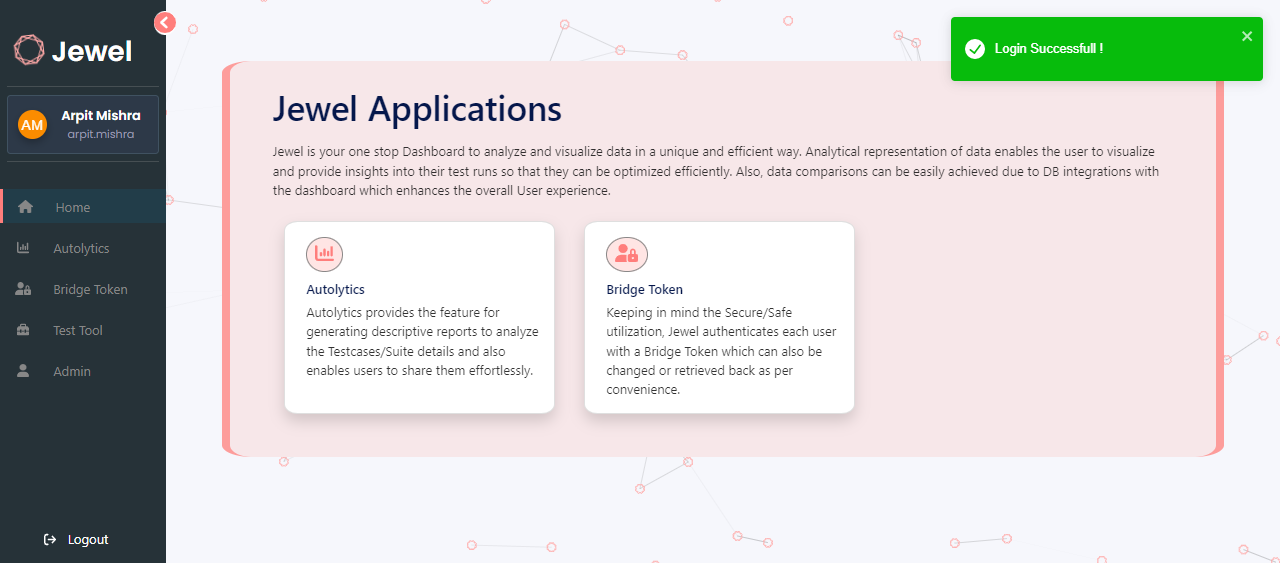 Jewel
AM
Arpit Mishra
arpit.mishra
Home
Autolytics
Bridge Token
Test Tool
Admin
Logout
Login Successfull !
Jewel Applications
Jewel is your one stop Dashboard to analyze and visualize data in a unique and efficient way. Analytical representation of data enables the user to visualize
and provide insights into their test runs so that they can be optimized efficiently. Also, data comparisons can be easily achieved due to DB integrations with
the dashboard which enhances the overall User experience.
Autolytics
Autolytics provides the feature for
generating descriptive reports to analyze
the Testcases/Suite details and also
enables users to share them effortlessly.
Bridge Token
Keeping in mind the Secure/Safe
utilization, Jewel authenticates each user
with a Bridge Token which can also be
changed or retrieved back as per
convenience.